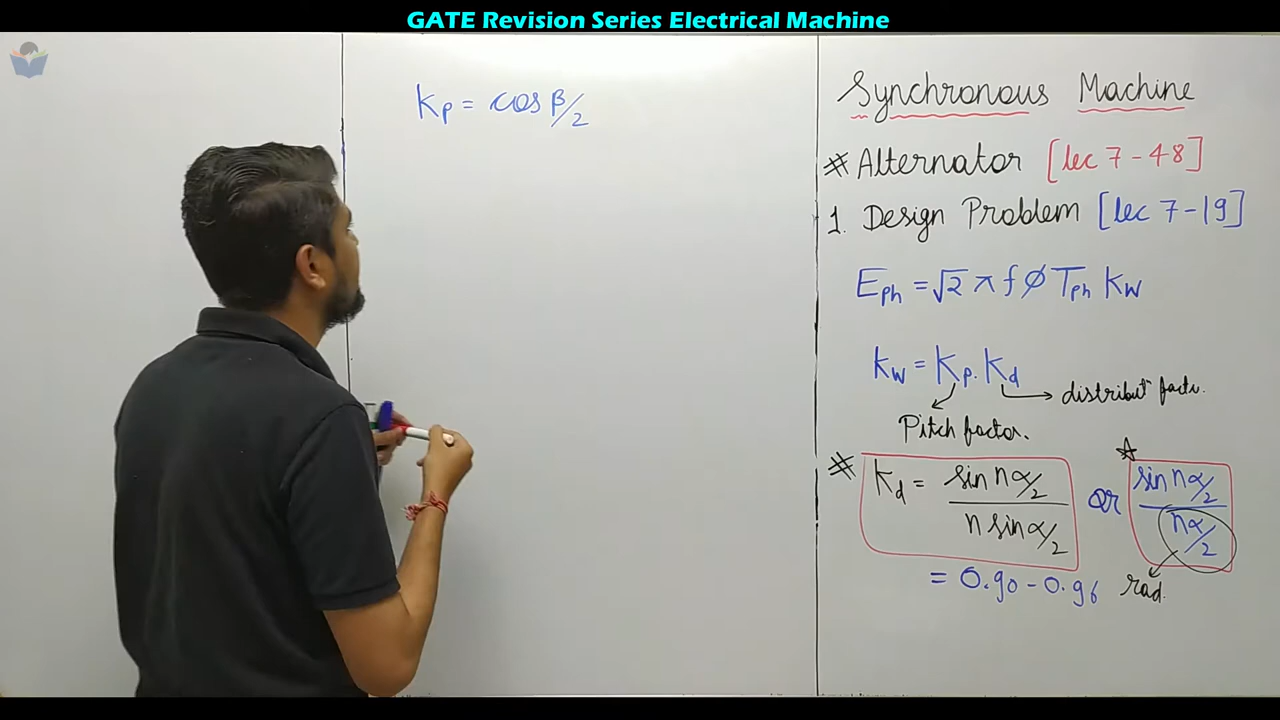 GATE Revision Series Electrical Machine
Kp = cos β/2
Synchronous Machine
* Alternator [lec 7-48]
1. Design Problem [lec 7-19]
Eph = √2 π f Ø Tph Kw
Kw = Kp. Kd
→ distribut factr.
Pitch factor.
* Kd = sin nα/2 / n sin α/2 or sin nα/2 / nα/2
= 0.90 - 0.96 rad.